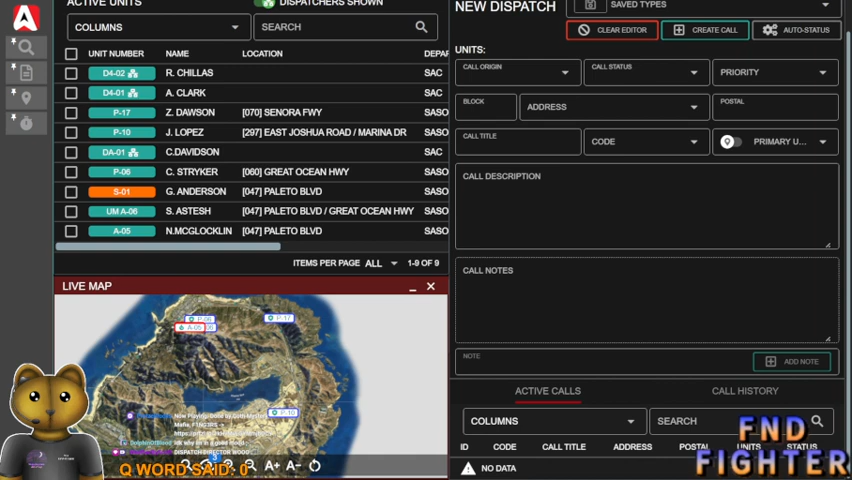 ACTIVE UNITS
DISPATCHERS SHOWN
COLUMNS
SEARCH
UNIT NUMBER NAME LOCATION DEPAR
D4-02 R. CHILLAS SAC
D4-01 A. CLARK SAC
P-17 Z. DAWSON [070] SENORA FWY SASO
P-10 J. LOPEZ [297] EAST JOSHUA ROAD / MARINA DR SASO
DA-01 C.DAVIDSON SAC
P-06 C. STRYKER [060] GREAT OCEAN HWY SASO
S-01 G. ANDERSON [047] PALETO BLVD SASO
UM A-06 S. ASTESH [047] PALETO BLVD / GREAT OCEAN HWY SASO
A-05 N.MCGLOCKLIN [047] PALETO BLVD SASO
ITEMS PER PAGE ALL 1-9 OF 9
LIVE MAP
P-06
A-05
P-17
P-10
DISPATCH DIRECTOR WOOD
3
Q WORD SAID: 0
A+ A-
NEW DISPATCH
SAVED TYPES
CLEAR EDITOR
CREATE CALL
AUTO-STATUS
UNITS:
CALL ORIGIN
CALL STATUS
PRIORITY
BLOCK
ADDRESS
POSTAL
CALL TITLE
CODE
PRIMARY U...
CALL DESCRIPTION
CALL NOTES
NOTE
ADD NOTE
ACTIVE CALLS
CALL HISTORY
COLUMNS
SEARCH
ID CODE CALL TITLE ADDRESS POSTAL UNITS STATUS
NO DATA
FND
FIGHTER